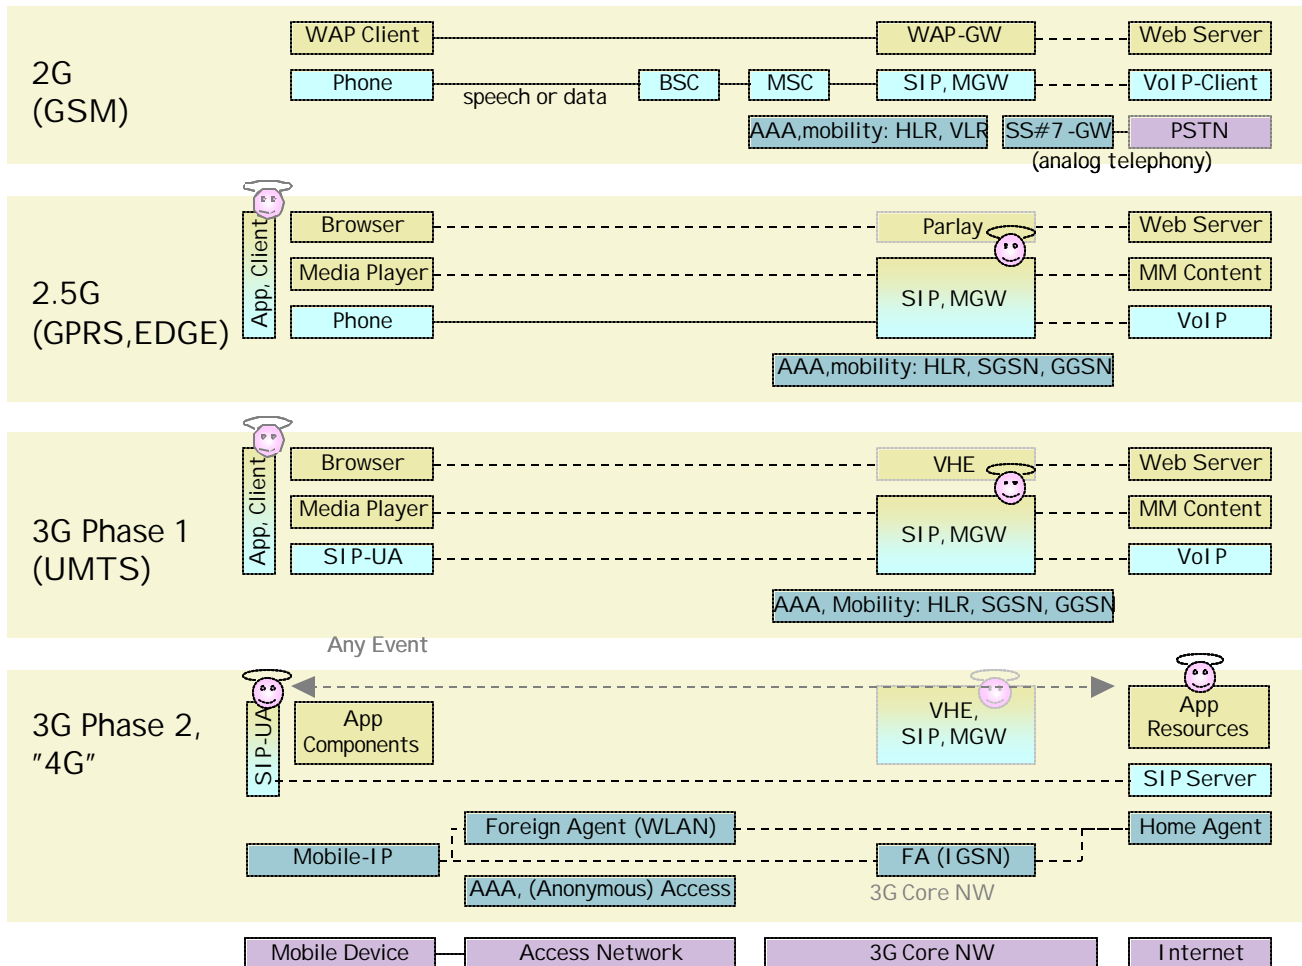 2G
(GSM)
WAP Client
WAP-GW
Web Server
Phone
speech or data
BSC
MSC
SIP, MGW
VoIP-Client
AAA,mobility: HLR, VLR
SS#7-GW
PSTN
(analog telephony)
2.5G
(GPRS,EDGE)
App, Client
Browser
Parlay
Web Server
Media Player
SIP, MGW
MM Content
Phone
VoIP
AAA,mobility: HLR, SGSN, GGSN
3G Phase 1
(UMTS)
App, Client
Browser
VHE
Web Server
Media Player
SIP, MGW
MM Content
SIP-UA
VoIP
AAA, Mobility: HLR, SGSN, GGSN
Any Event
3G Phase 2,
"4G"
SIP-UA
App
Components
VHE,
SIP, MGW
App
Resources
SIP Server
Foreign Agent (WLAN)
Home Agent
Mobile-IP
FA (IGSN)
AAA, (Anonymous) Access
3G Core NW
Mobile Device
Access Network
3G Core NW
Internet